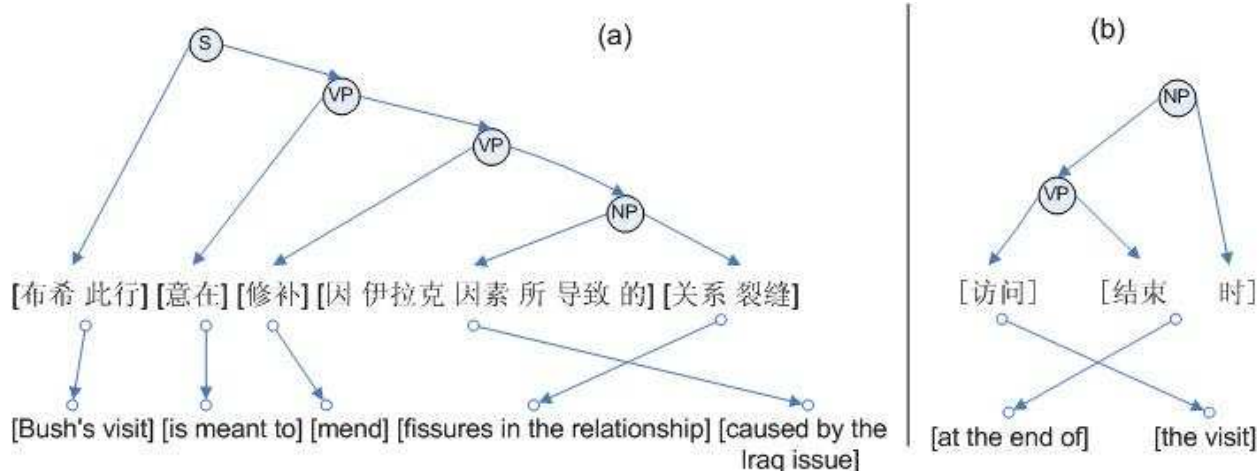 (a)
S
VP
VP
NP
[布希 此行] [意在] [修补] [因 伊拉克 因素 所 导致 的] [关系 裂缝]
[Bush's visit] [is meant to] [mend] [fissures in the relationship] [caused by the
Iraq issue]
(b)
NP
VP
[访问] [结束 时]
[at the end of] [the visit]